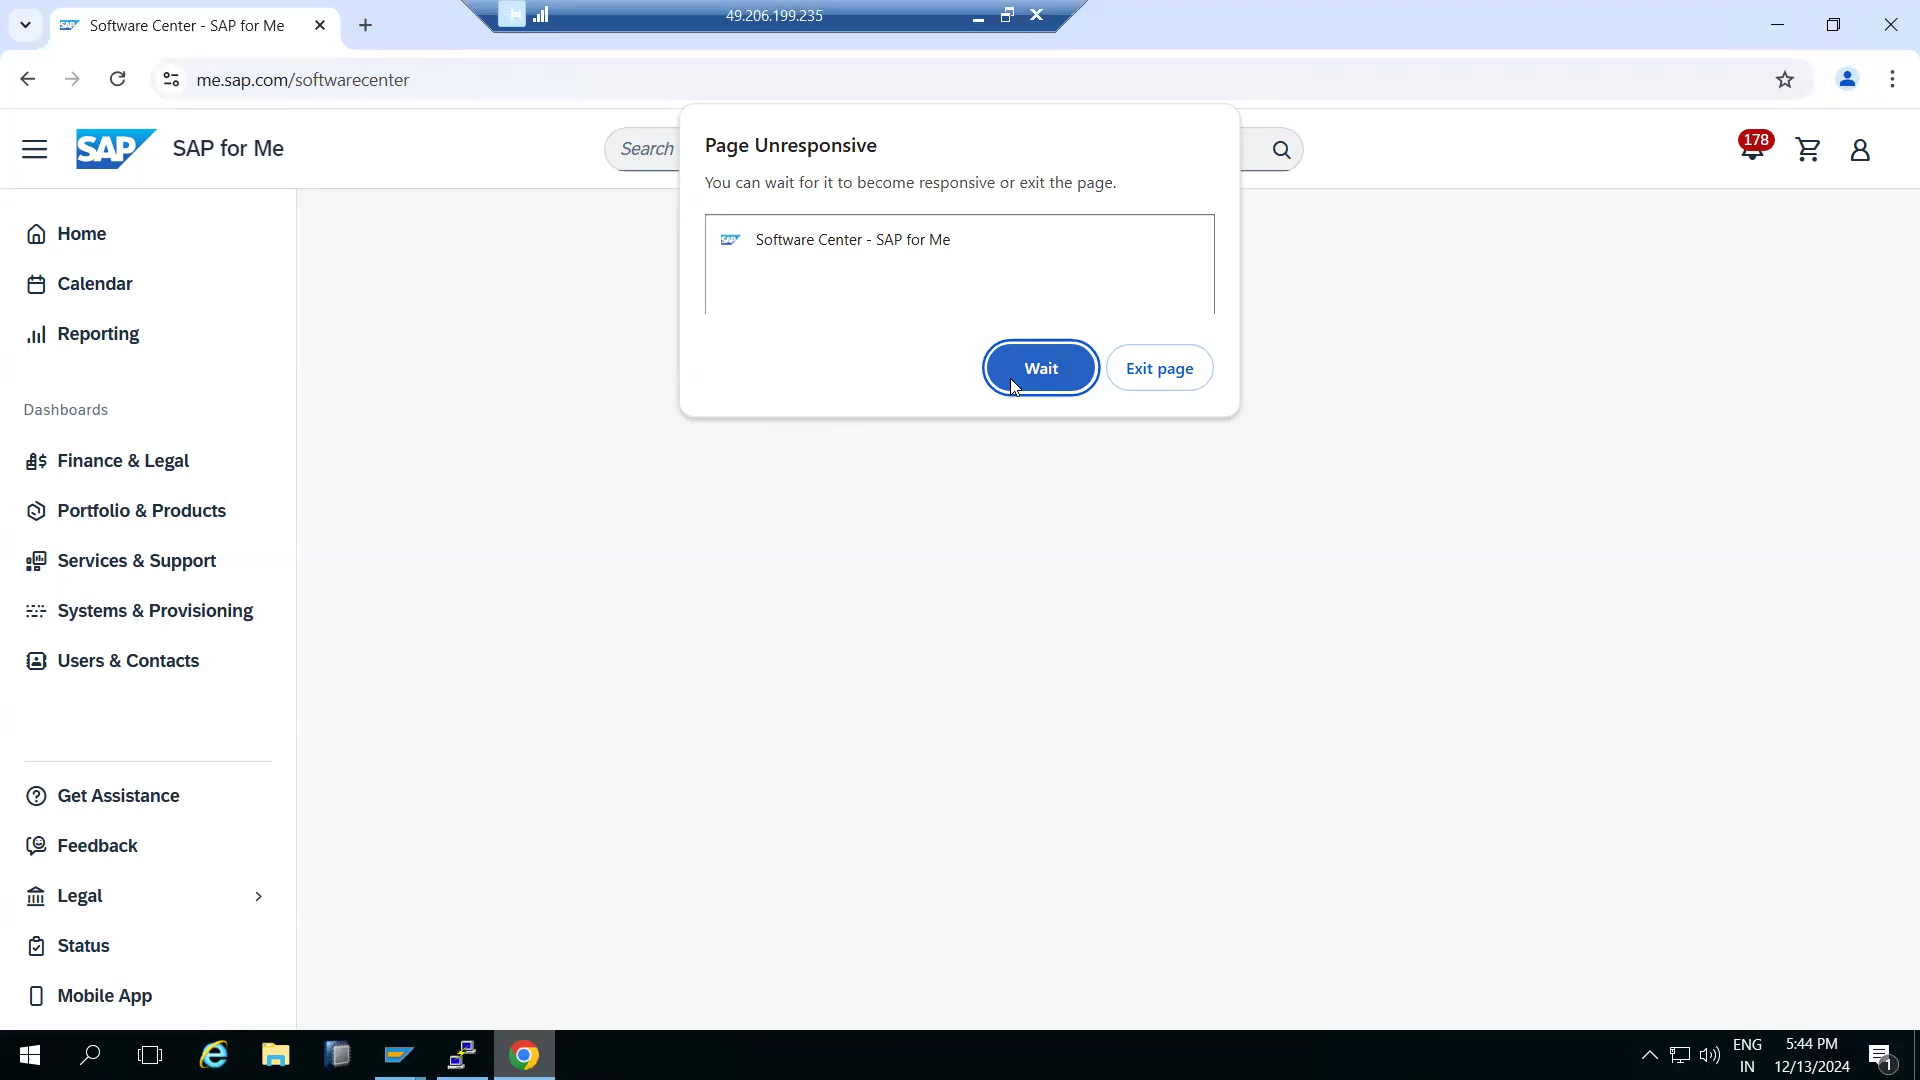 Software Center - SAP for Me
49.206.199.235
me.sap.com/softwarecenter
SAP
SAP for Me
Search
178
Page Unresponsive
You can wait for it to become responsive or exit the page.
SAP
Software Center - SAP for Me
Wait
Exit page
Home
Calendar
Reporting
Dashboards
Finance & Legal
Portfolio & Products
Services & Support
Systems & Provisioning
Users & Contacts
Get Assistance
Feedback
Legal
Status
Mobile App
ENG
IN
5:44 PM
12/13/2024
1